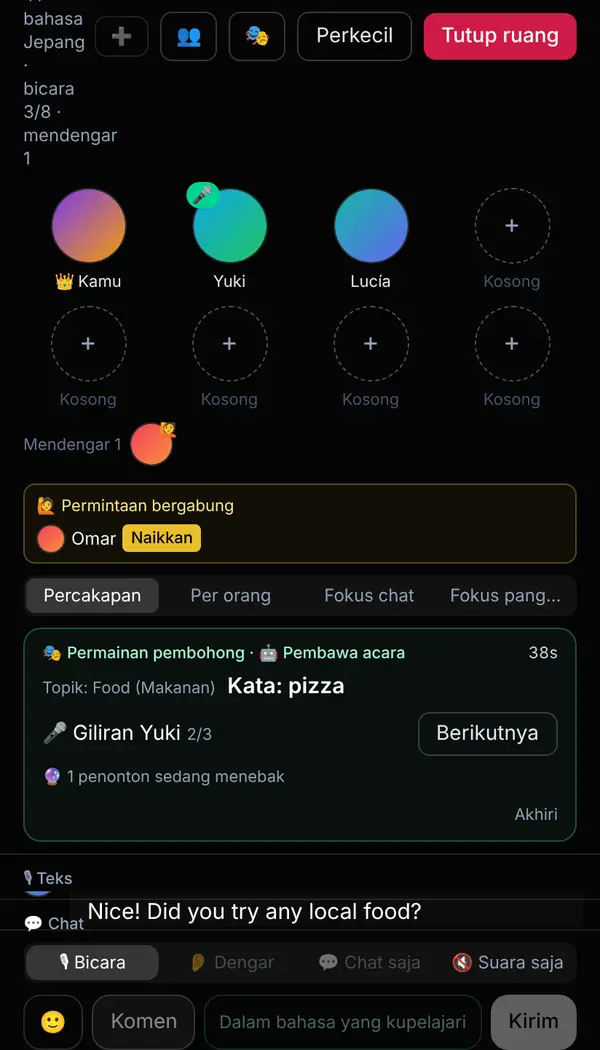 bahasa
Jepang
·
bicara
3/8 ·
mendengar
1
Perkecil
Tutup ruang
Kamu
Yuki
Lucía
Kosong
Kosong
Kosong
Kosong
Kosong
Mendengar 1
Permintaan bergabung
Omar Naikkan
Percakapan Per orang Fokus chat Fokus pang...
Permainan pembohong · Pembawa acara 38s
Topik: Food (Makanan) Kata: pizza
Giliran Yuki 2/3 Berikutnya
1 penonton sedang menebak
Akhiri
Teks
Nice! Did you try any local food?
Chat
Bicara Dengar Chat saja Suara saja
Komen Dalam bahasa yang kupelajari Kirim